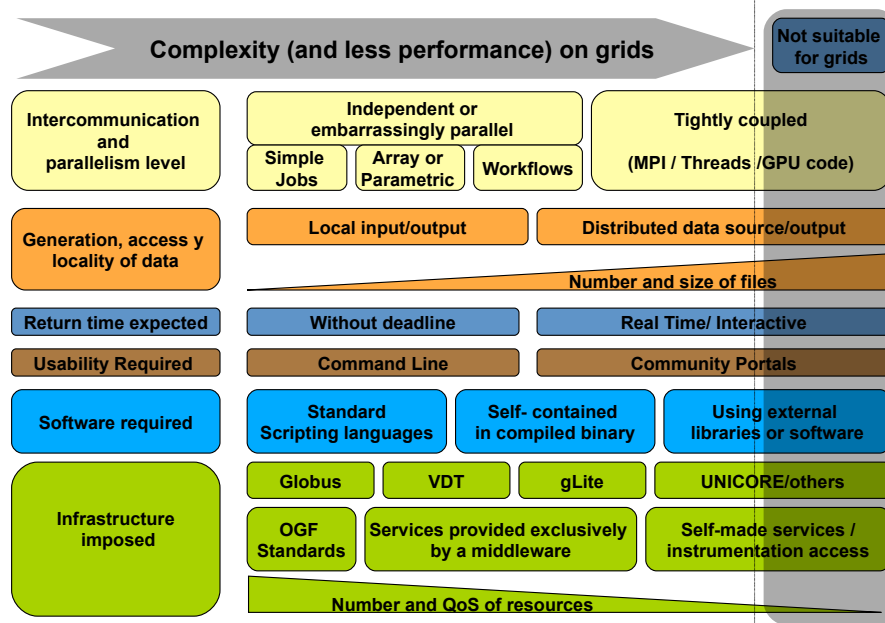 Complexity (and less performance) on grids
Not suitable
for grids
Intercommunication
and
parallelism level
Independent or
embarrassingly parallel
Simple
Jobs
Array or
Parametric
Workflows
Tightly coupled
(MPI / Threads /GPU code)
Generation, access y
locality of data
Local input/output
Distributed data source/output
Number and size of files
Return time expected
Without deadline
Real Time/ Interactive
Usability Required
Command Line
Community Portals
Software required
Standard
Scripting languages
Self- contained
in compiled binary
Using external
libraries or software
Infrastructure
imposed
Globus
VDT
gLite
UNICORE/others
OGF
Standards
Services provided exclusively
by a middleware
Self-made services /
instrumentation access
Number and QoS of resources